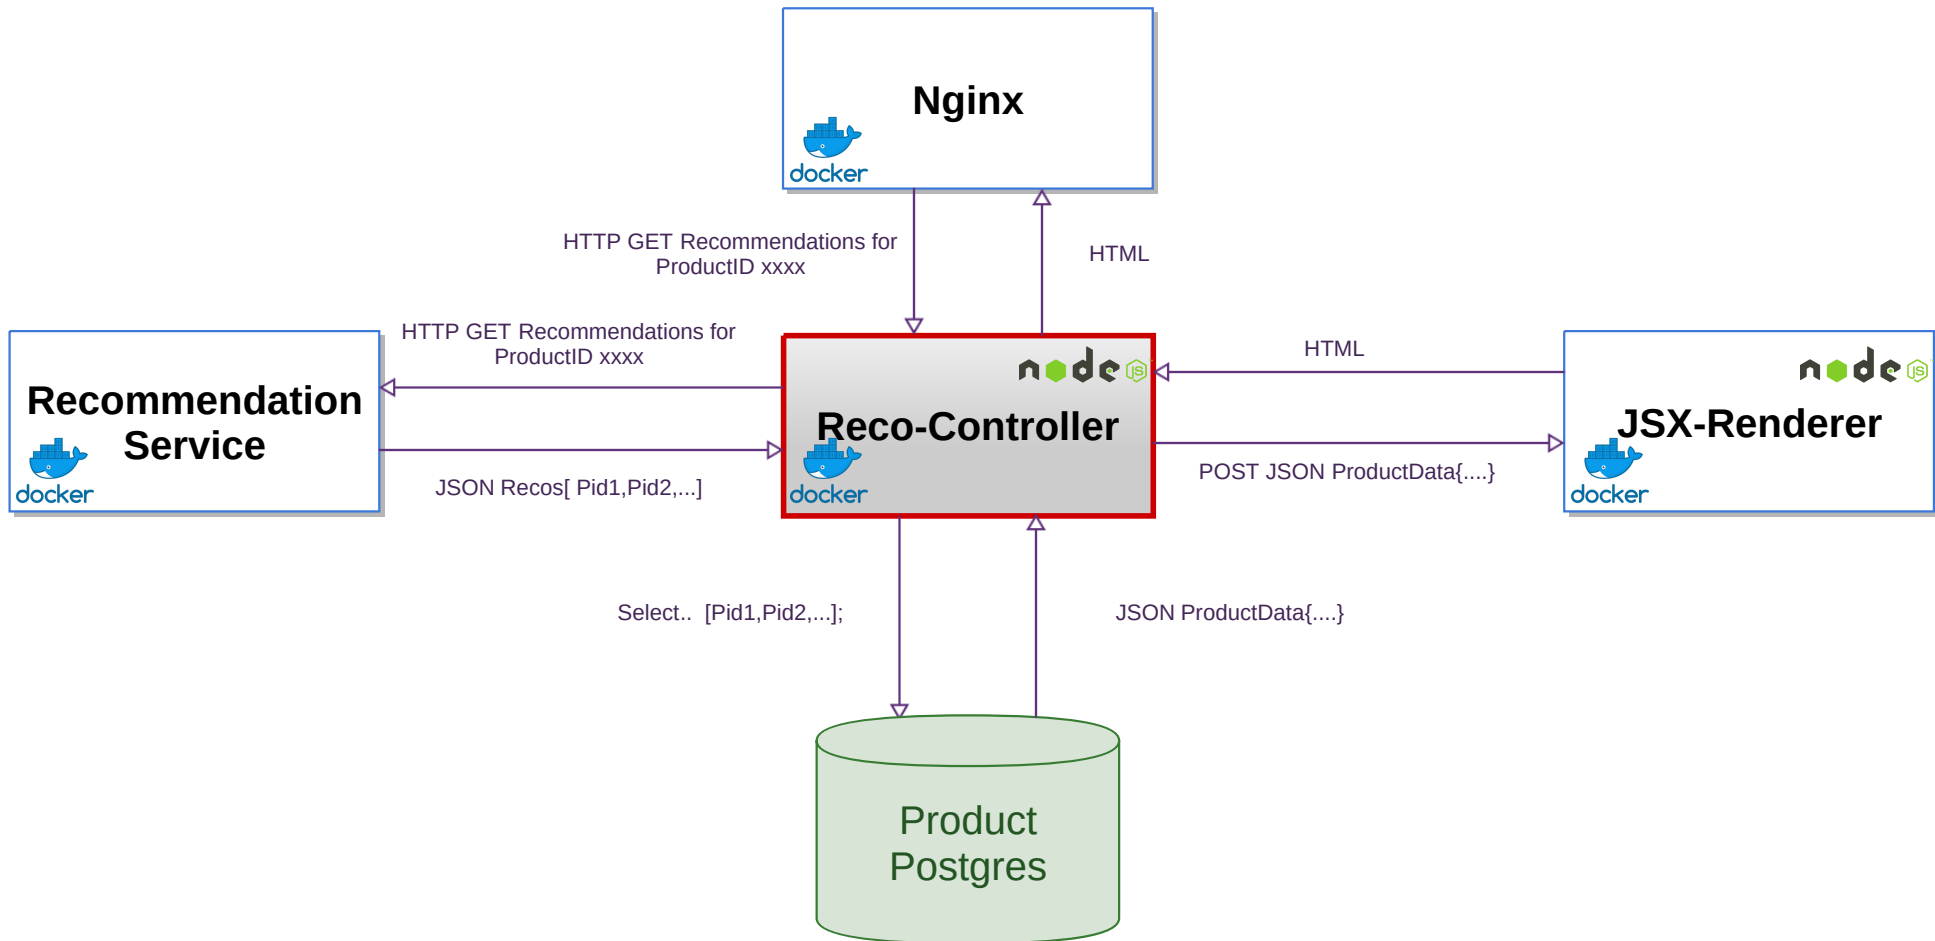 Nginx
docker
HTTP GET Recommendations for
ProductID xxxx
HTML
HTTP GET Recommendations for
ProductID xxxx
Recommendation
Service
docker
JSON Recos[ Pid1,Pid2,...]
node
JS
Reco-Controller
docker
HTML
POST JSON ProductData{....}
node
JS
JSX-Renderer
docker
Select..  [Pid1,Pid2,...];
JSON ProductData{....}
Product
Postgres